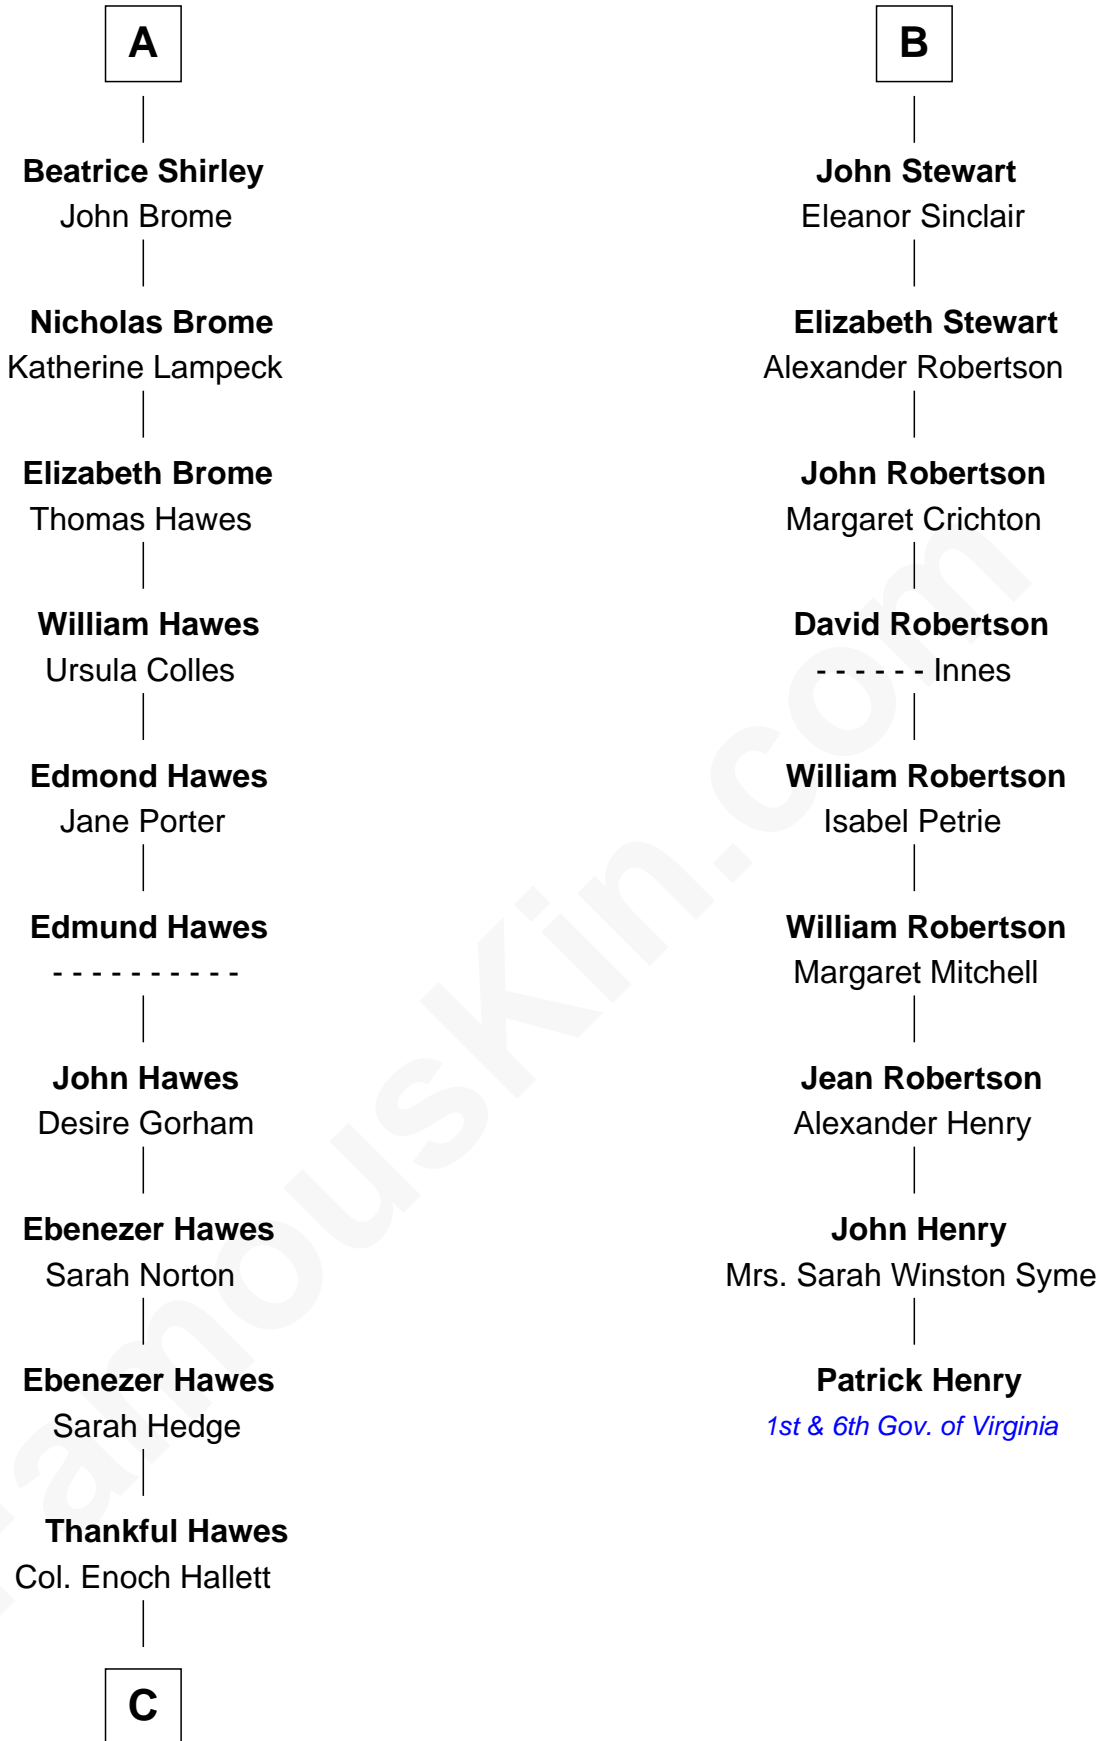 A
Beatrice Shirley
John Brome
Nicholas Brome
Katherine Lampeck
Elizabeth Brome
Thomas Hawes
William Hawes
Ursula Colles
Edmond Hawes
Jane Porter
Edmund Hawes
- - - - - - - - - -
John Hawes
Desire Gorham
Ebenezer Hawes
Sarah Norton
Ebenezer Hawes
Sarah Hedge
Thankful Hawes
Col. Enoch Hallett
C
B
John Stewart
Eleanor Sinclair
Elizabeth Stewart
Alexander Robertson
John Robertson
Margaret Crichton
David Robertson
- - - - - - Innes
William Robertson
Isabel Petrie
William Robertson
Margaret Mitchell
Jean Robertson
Alexander Henry
John Henry
Mrs. Sarah Winston Syme
Patrick Henry
1st & 6th Gov. of Virginia
FamousKin.com